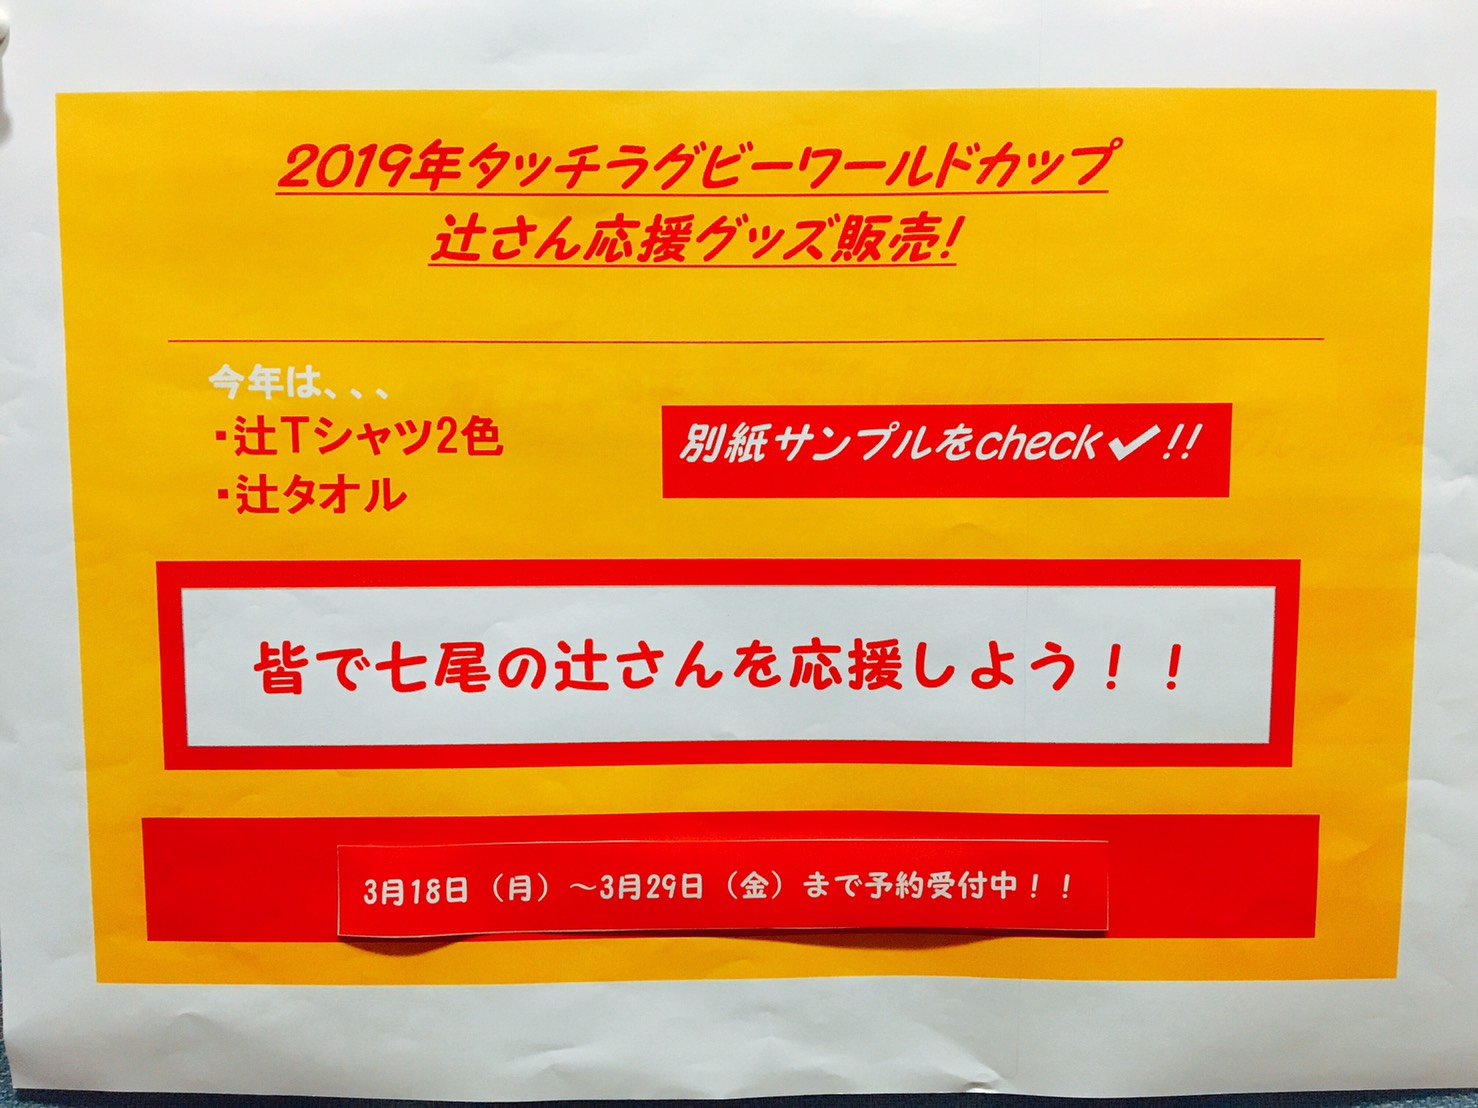 2019年タッチラグビーワールドカップ
辻さん応援グッズ販売!
今年は、、、
・辻Tシャツ2色
・辻タオル
別紙サンプルをcheck✔!!
皆で七尾の辻さんを応援しよう！！
3月18日（月）～3月29日（金）まで予約受付中！！